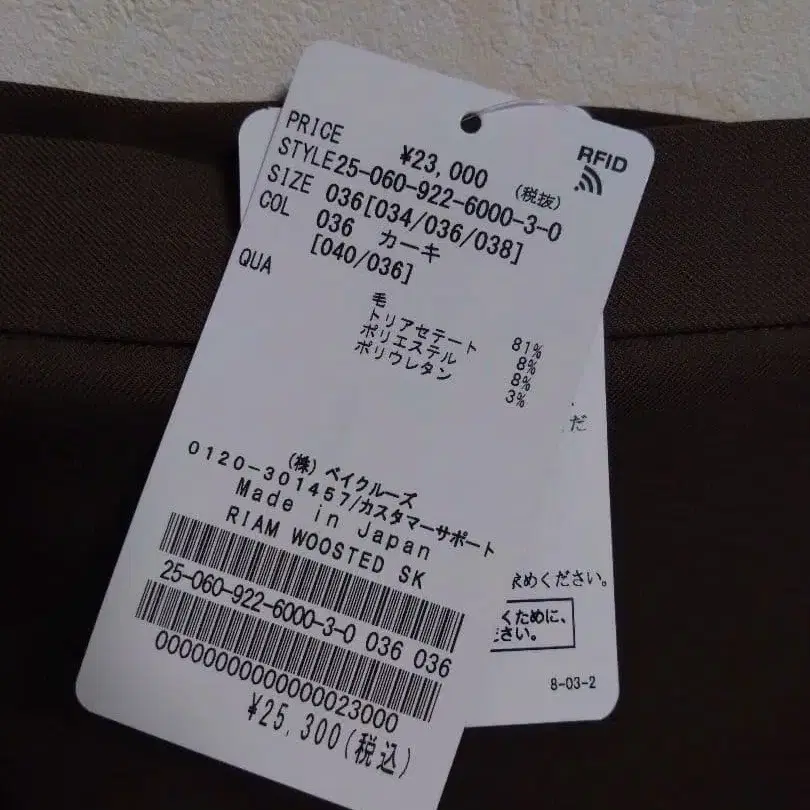 RFID
PRICE ¥23,000 (税抜)
STYLE25-060-922-6000-3-0
SIZE 036[034/036/038]
COL 036 カーキ
[040/036]
QUA
毛 81%
トリアセテート 8%
ポリエステル 8%
ポリウレタン 3%
(株) ベイクルーズ
0120-301457/カスタマーサポート
Made in Japan
RIAM WOOSTED SK
25-060-922-6000-3-0 036 036
00000000000000023000
¥25,300(税込)
だ
めください。
くために、
さい。
8-03-2